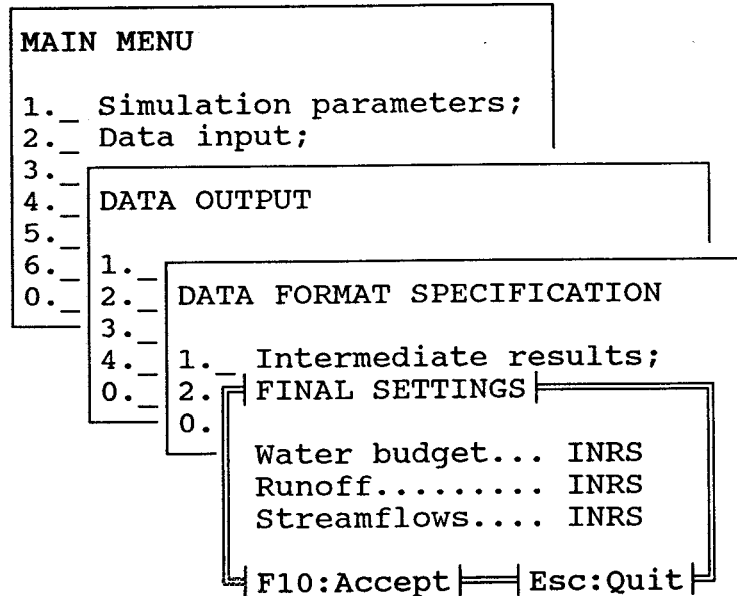 MAIN MENU
1._ Simulation parameters;
2._ Data input;
3._
4._
5._
6._
0._
DATA OUTPUT
1._
2._
3._
4._
0._
DATA FORMAT SPECIFICATION
1._ Intermediate results;
2.
0.
FINAL SETTINGS
Water budget... INRS
Runoff......... INRS
Streamflows.... INRS
F10:Accept Esc:Quit